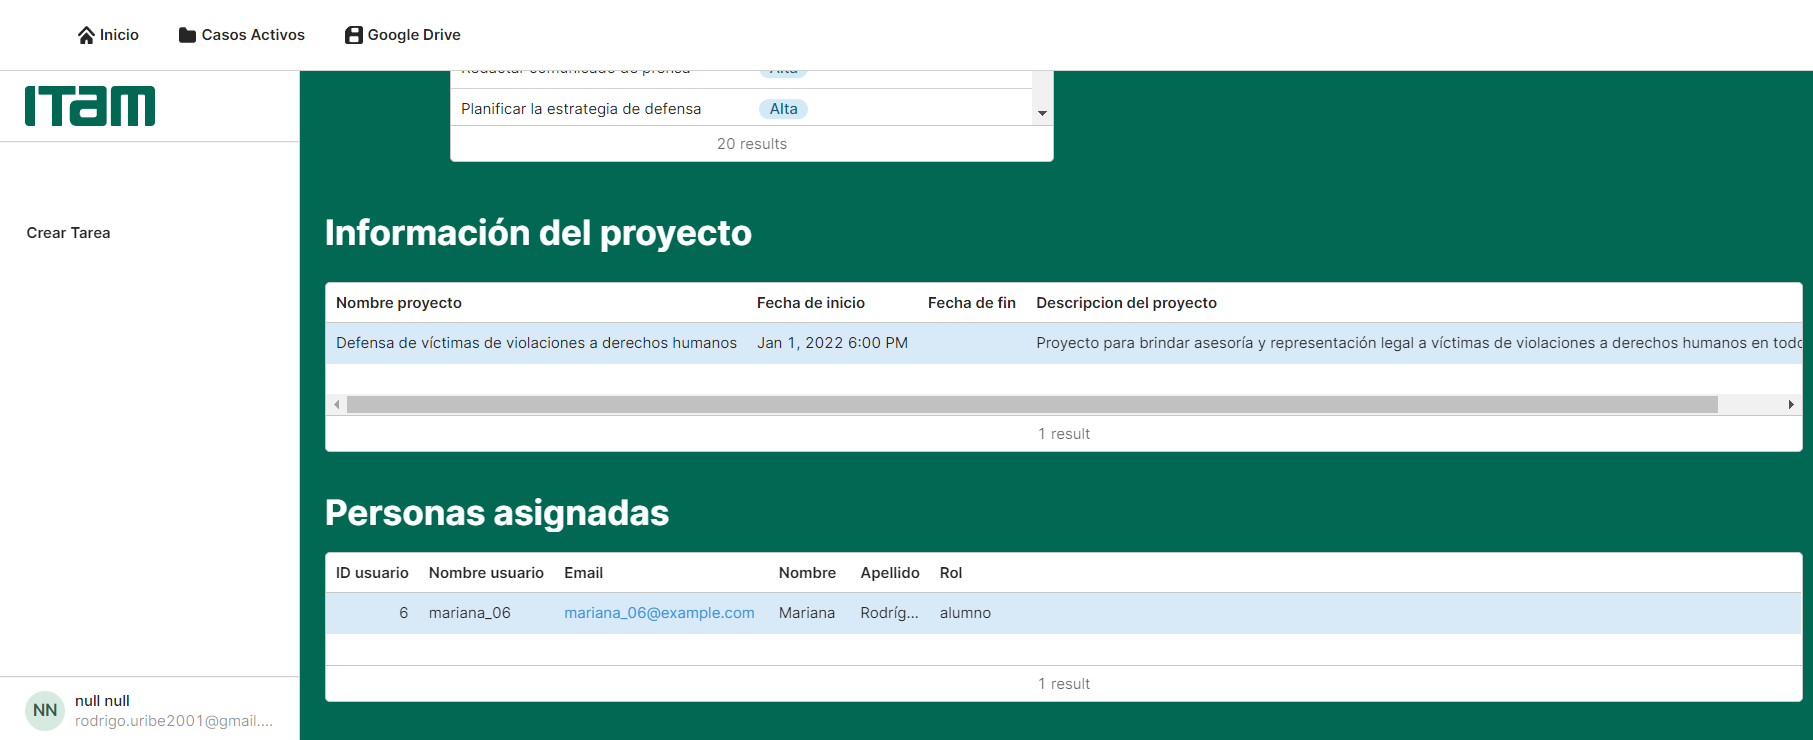 Inicio Casos Activos Google Drive
ITAM
Crear Tarea
Redactar comunicado de prensa Alta
Planificar la estrategia de defensa Alta
20 results
Información del proyecto
Nombre proyecto Fecha de inicio Fecha de fin Descripcion del proyecto
Defensa de víctimas de violaciones a derechos humanos Jan 1, 2022 6:00 PM Proyecto para brindar asesoría y representación legal a víctimas de violaciones a derechos humanos en todo
1 result
Personas asignadas
ID usuario Nombre usuario Email Nombre Apellido Rol
6 mariana_06 mariana_06@example.com Mariana Rodríg... alumno
1 result
NN null null
rodrigo.uribe2001@gmail....